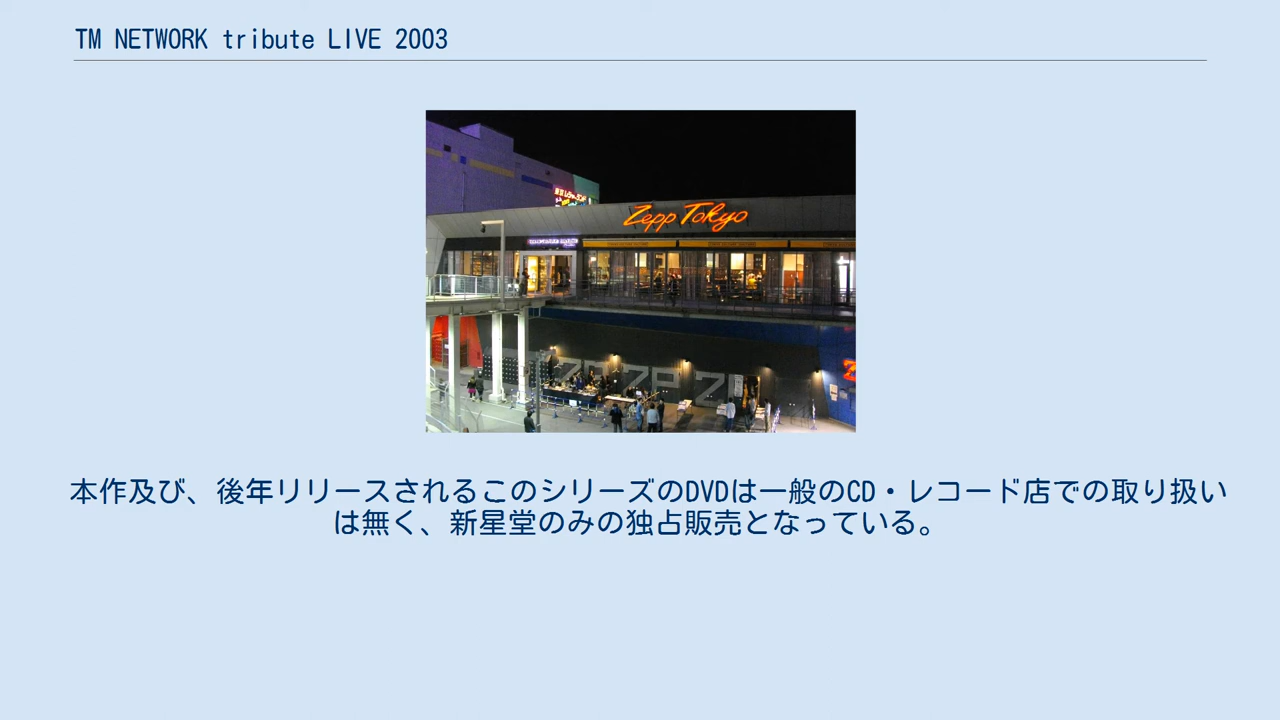 TM NETWORK tribute LIVE 2003
Zepp Tokyo
本作及び、後年リリースされるこのシリーズのDVDは一般のCD・レコード店での取り扱い
は無く、新星堂のみの独占販売となっている。